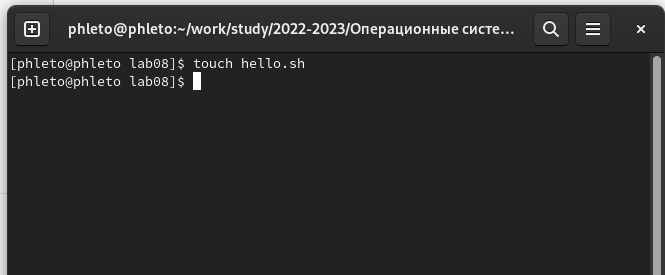 phleto@phleto:~/work/study/2022-2023/Операционные систе...
[phleto@phleto lab08]$ touch hello.sh
[phleto@phleto lab08]$